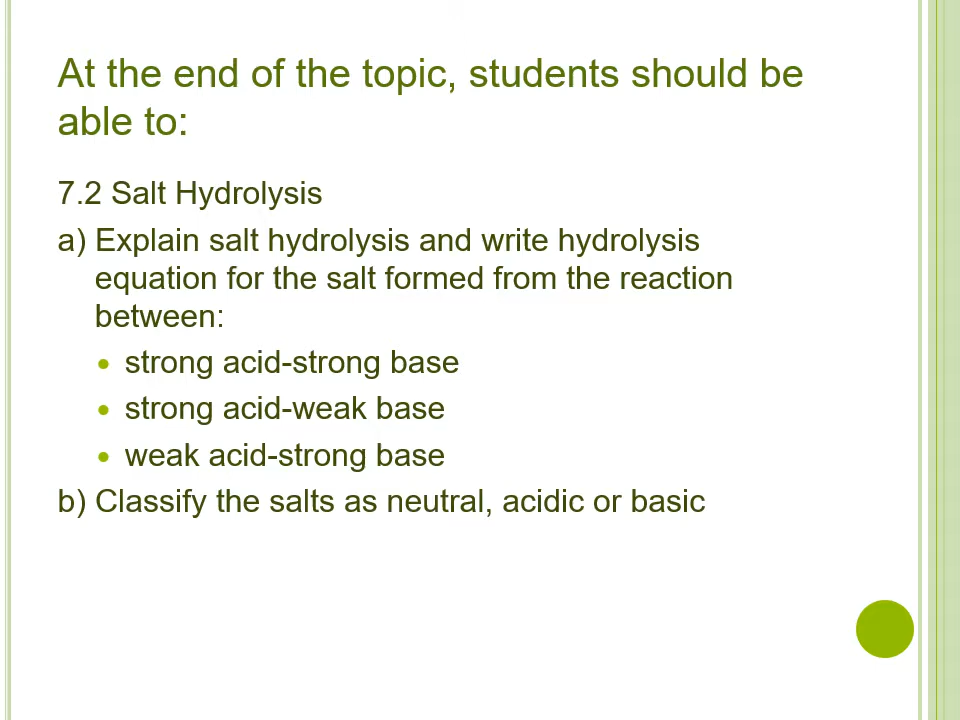 At the end of the topic, students should be
able to:
7.2 Salt Hydrolysis
a) Explain salt hydrolysis and write hydrolysis
equation for the salt formed from the reaction
between:
• strong acid-strong base
• strong acid-weak base
• weak acid-strong base
b) Classify the salts as neutral, acidic or basic